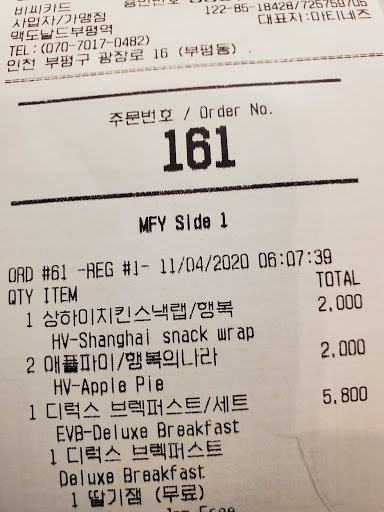 비씨카드
사업자/가맹점 122-85-18428/725759706
맥도날드부평역 대표자:마티네즈
TEL:(070-7017-0482)
인천 부평구 광장로 16 (부평동) .
주문번호 / Order No.
161
MFY Side 1
ORD #61 -REG #1- 11/04/2020 06:07:39
QTY ITEM TOTAL
1 상하이치킨스낵랩/행복 2,000
HV-Shanghai snack wrap
2 애플파이/행복의나라 2,000
HV-Apple Pie
1 디럭스 브렉퍼스트/세트 5,800
EVB-Deluxe Breakfast
1 디럭스 브렉퍼스트
Deluxe Breakfast
1 딸기잼 (무료)
Jam Free